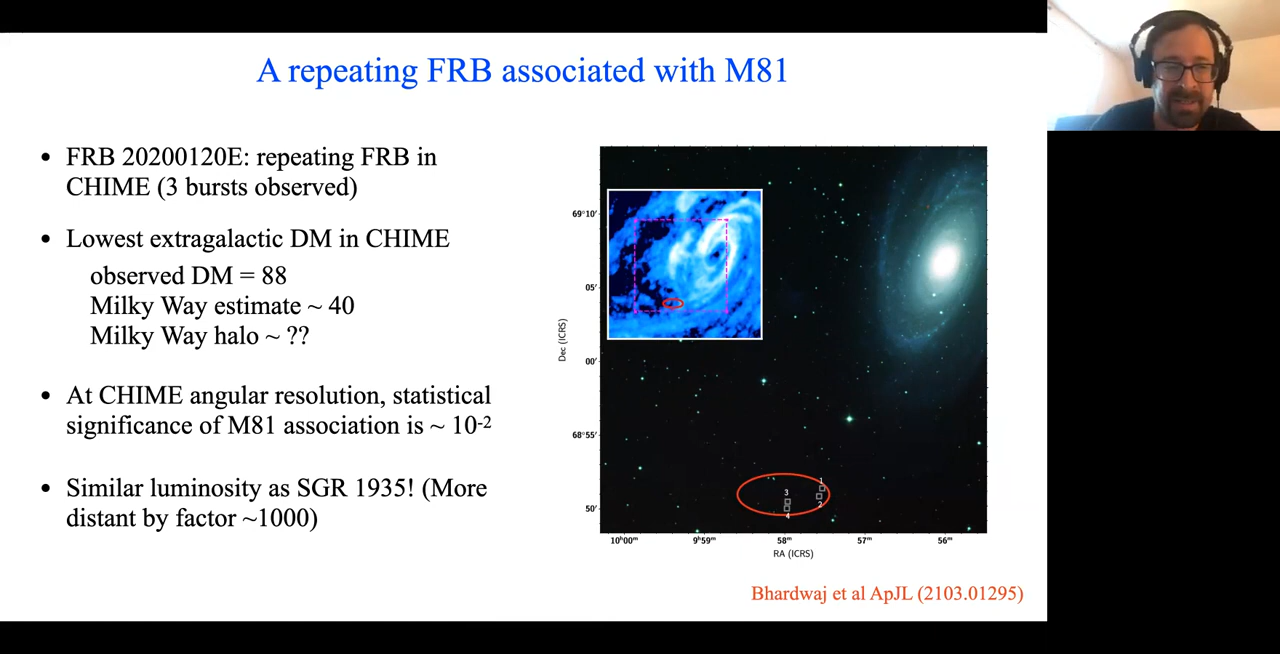 A repeating FRB associated with M81
• FRB 20200120E: repeating FRB in
CHIME (3 bursts observed)
• Lowest extragalactic DM in CHIME
observed DM = 88
Milky Way estimate ~ 40
Milky Way halo ~ ??
• At CHIME angular resolution, statistical
significance of M81 association is ~ 10-2
• Similar luminosity as SGR 1935! (More
distant by factor ~1000)
69°10'
05'
00'
68°55'
50'
Dec (ICRS)
1
3
2
4
10ʰ00ᵐ 9ʰ59ᵐ 58ᵐ 57ᵐ 56ᵐ
RA (ICRS)
Bhardwaj et al ApJL (2103.01295)